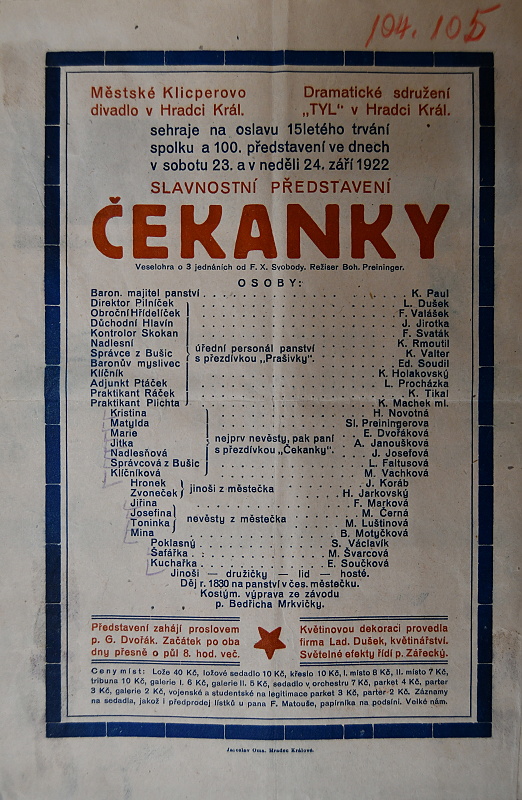 104. 105
Městské Klicperovo
divadlo v Hradci Král.
Dramatické sdružení
„TYL“ v Hradci Král.
sehraje na oslavu 15letého trvání
spolku a 100. představení ve dnech
v sobotu 23. a v neděli 24. září 1922
SLAVNOSTNÍ PŘEDSTAVENÍ
ČEKANKY
Veselohra o 3 jednáních od F. X. Svobody. Režiser Boh. Preininger.
OSOBY:
Baron. majitel panství . . . K. Paul
Direktor Pilníček . . . L. Dušek
Obroční Hřídelíček . . . F. Valášek
Důchodní Hlavín . . . J. Jirotka
Kontrolor Skokan . . . F. Svaták
Nadlesní . . . K. Rmoutil
Správce z Bušic . . . K. Valter
Baronův myslivec . . . Ed. Soudil
Klíčník . . . K. Holakovský
Adjunkt Ptáček . . . L. Procházka
Praktikant Ráček . . . K. Tikal
Praktikant Plichta . . . K. Machek ml.
úřední personál panství
s přezdívkou „Prašivky“.
Kristina . . . H. Novotná
Matylda . . . Sl. Preiningerova
Marie . . . E. Dvořáková
Jitka . . . A. Janoušková
Nadlesňová . . . J. Josefová
Správcová z Bušic . . . L. Faltusová
Klíčníková . . . M. Vachková
nejprv nevěsty, pak paní
s přezdívkou „Čekanky“.
Hronek . . . J. Koráb
Zvoneček . . . H. Jarkovský
jinoši z městečka
Jiřina . . . F. Marková
Josefina . . . M. Černá
Toninka . . . M. Luštinová
Mina . . . B. Motyčková
nevěsty z městečka
Poklasný . . . S. Václavík
Šafářka . . . M. Švarcová
Kuchařka . . . E. Součková
Jinoši — družičky — lid — hosté.
Děj r. 1830 na panství v čes. městečku.
Kostým. výprava ze závodu
p. Bedřicha Mrkvičky.
Představení zahájí proslovem
p. G. Dvořák. Začátek po oba
dny přesně o půl 8. hod. več.
Květinovou dekoraci provedla
firma Lad. Dušek, květinářství.
Světelné efekty řídí p. Zářecký.
Ceny míst: Lože 40 Kč, ložové sedadlo 10 Kč, křeslo 10 Kč, I. místo 8 Kč, II. místo 7 Kč,
tribuna 10 Kč, galerie I. 6 Kč, galerie II. 5 Kč, sedadlo v orchestru 7 Kč, parket 4 Kč, parter
3 Kč, galerie 2 Kč, vojenské a studentské na legitimace parket 3 Kč, parter 2 Kč. Záznamy
na sedadla, jakož i předprodej lístků u pana F. Matouše, papírníka na podsíni. Velké nám.
Jaroslav Oma, Hradec Králové.